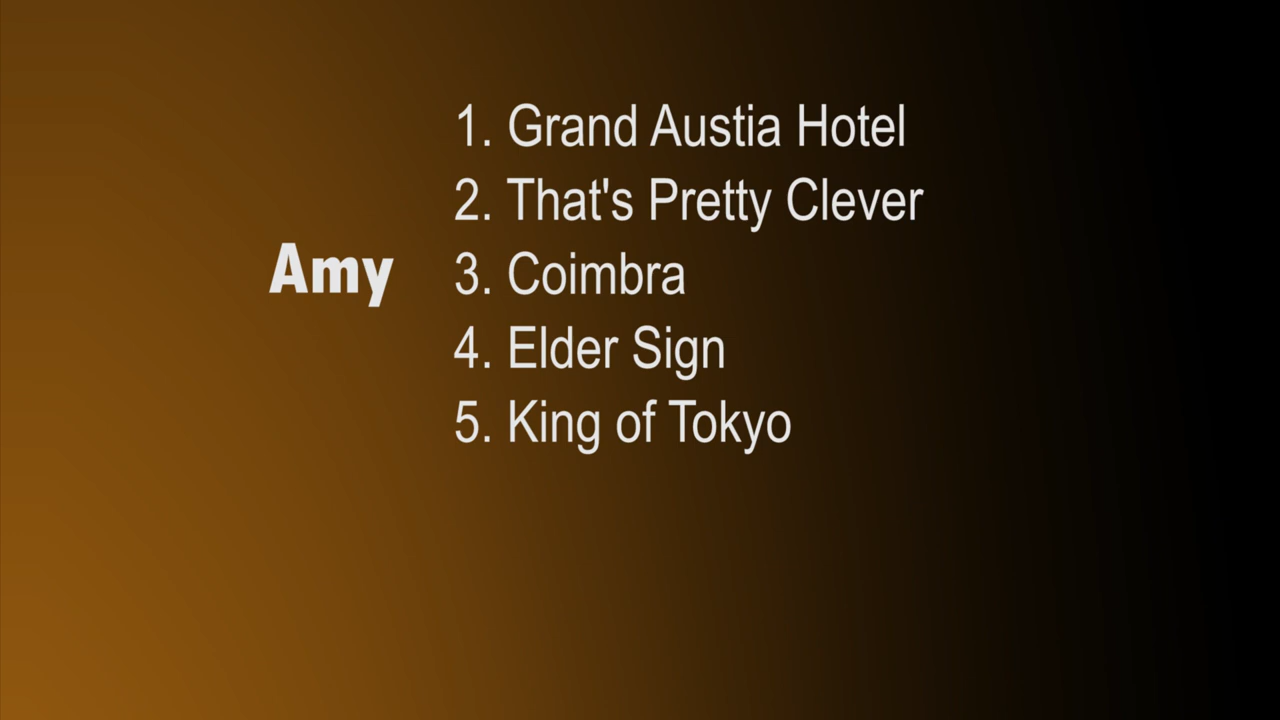 Amy
1. Grand Austia Hotel
2. That's Pretty Clever
3. Coimbra
4. Elder Sign
5. King of Tokyo